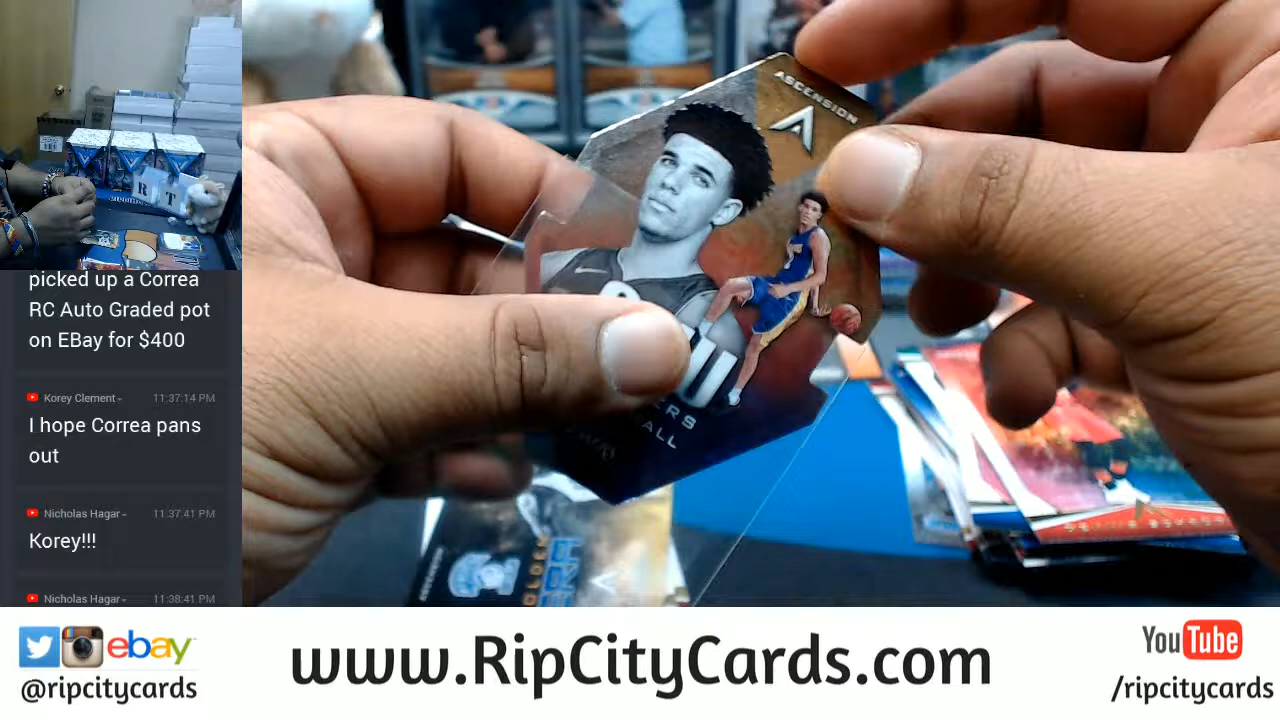 R T
picked up a Correa
RC Auto Graded pot
on EBay for $400
Korey Clement 11:37:14 PM
I hope Correa pans
out
Nicholas Hagar 11:37:41 PM
Korey!!!
Nicholas Hagar 11:38:41 PM
ASCENSION
A
ERS
ALL
ebay
@ripcitycards
www.RipCityCards.com
YouTube
/ripcitycards